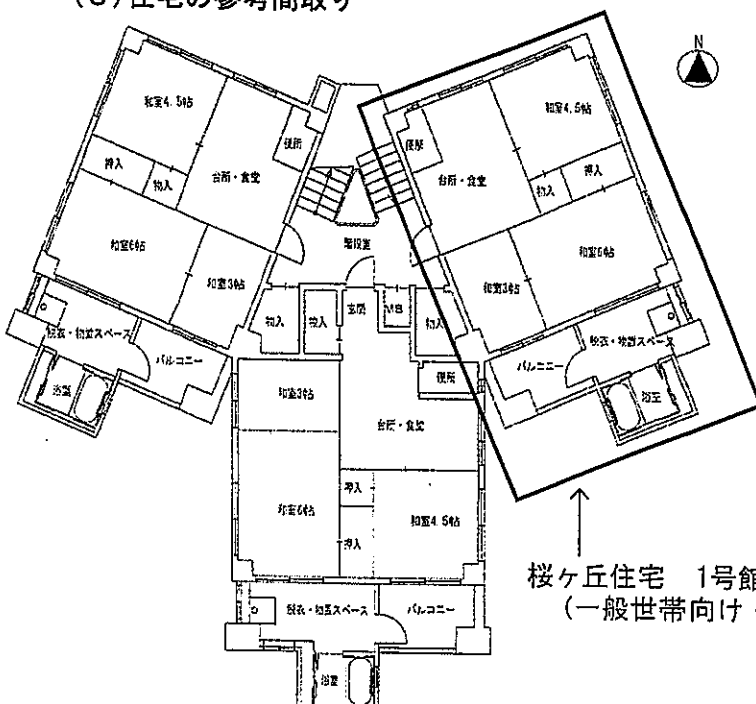 (3)住宅の参考間取り
N
和室4.5帖
便所
押入
物入
台所・食堂
和室6帖
和室3帖
脱衣・物置スペース
バルコニー
浴室
便所
和室4.5帖
台所・食堂
物入
押入
和室6帖
和室3帖
バルコニー
脱衣・物置スペース
浴室
階段室
物入
物入
玄関
MB
物入
便所
和室3帖
台所・食堂
和室6帖
押入
押入
和室4.5帖
脱衣・物置スペース
バルコニー
浴室
桜ヶ丘住宅 1号館
(一般世帯向け・